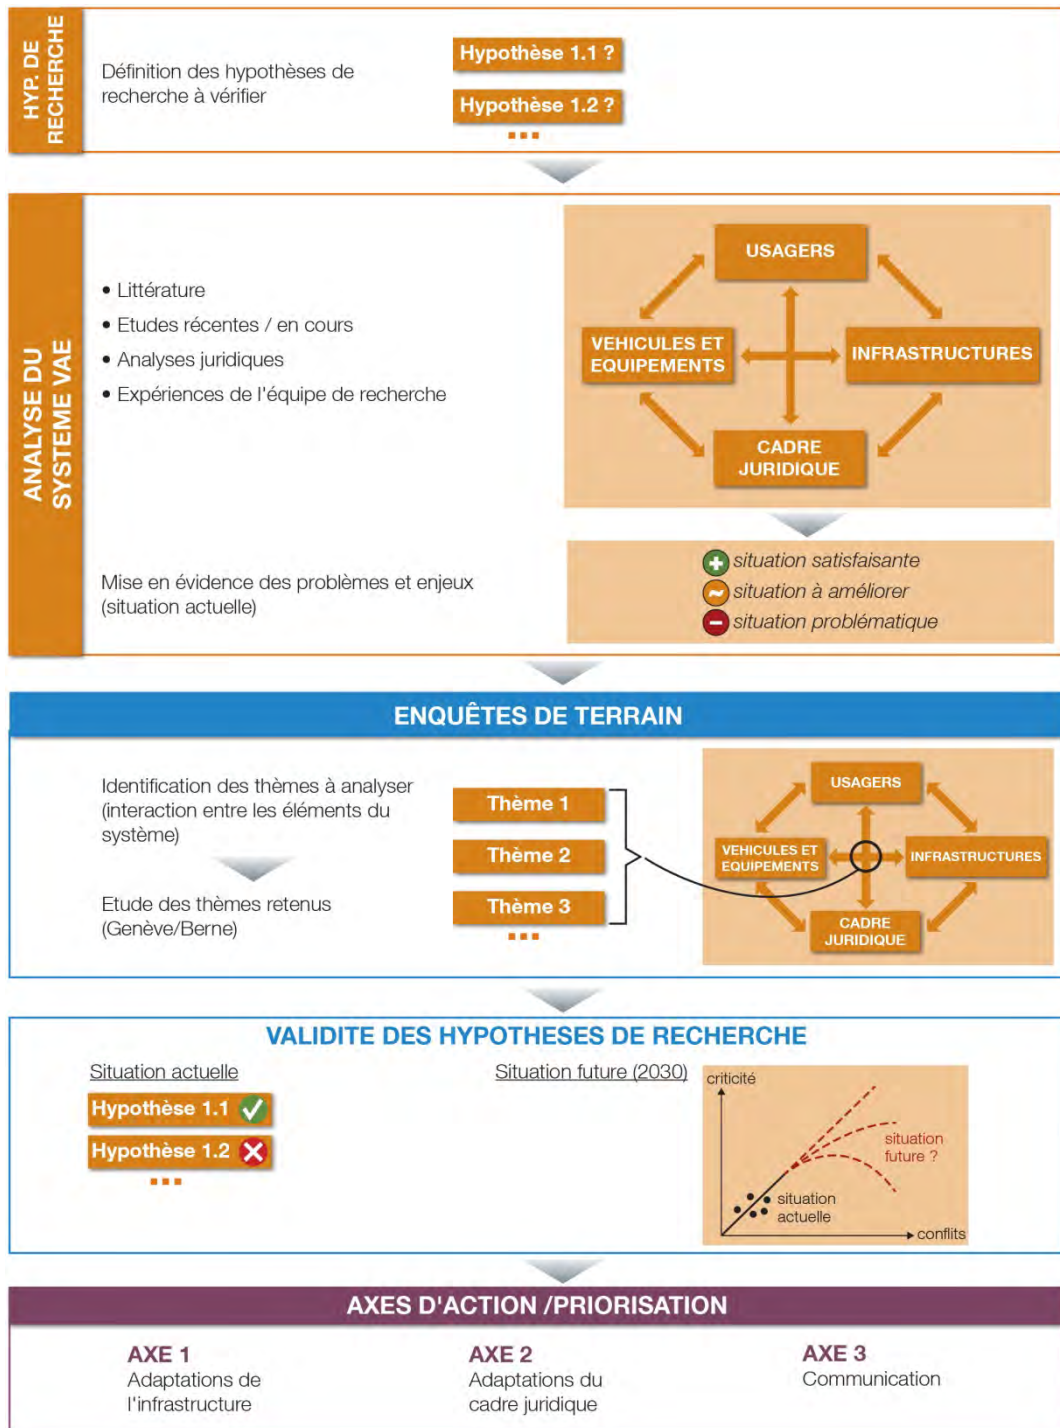 HYP. DE
RECHERCHE
Définition des hypothèses de
recherche à vérifier
Hypothèse 1.1 ?
Hypothèse 1.2 ?
ANALYSE DU
SYSTEME VAE
• Littérature
• Etudes récentes / en cours
• Analyses juridiques
• Expériences de l'équipe de recherche
USAGERS
VEHICULES ET
EQUIPEMENTS
INFRASTRUCTURES
CADRE
JURIDIQUE
Mise en évidence des problèmes et enjeux
(situation actuelle)
+ situation satisfaisante
~ situation à améliorer
− situation problématique
ENQUÊTES DE TERRAIN
Identification des thèmes à analyser
(interaction entre les éléments du
système)
Etude des thèmes retenus
(Genève/Berne)
Thème 1
Thème 2
Thème 3
USAGERS
VEHICULES ET
EQUIPEMENTS
INFRASTRUCTURES
CADRE
JURIDIQUE
VALIDITE DES HYPOTHESES DE RECHERCHE
Situation actuelle
Hypothèse 1.1
Hypothèse 1.2
Situation future (2030)
criticité
situation
future ?
situation
actuelle
conflits
AXES D'ACTION /PRIORISATION
AXE 1
Adaptations de
l'infrastructure
AXE 2
Adaptations du
cadre juridique
AXE 3
Communication